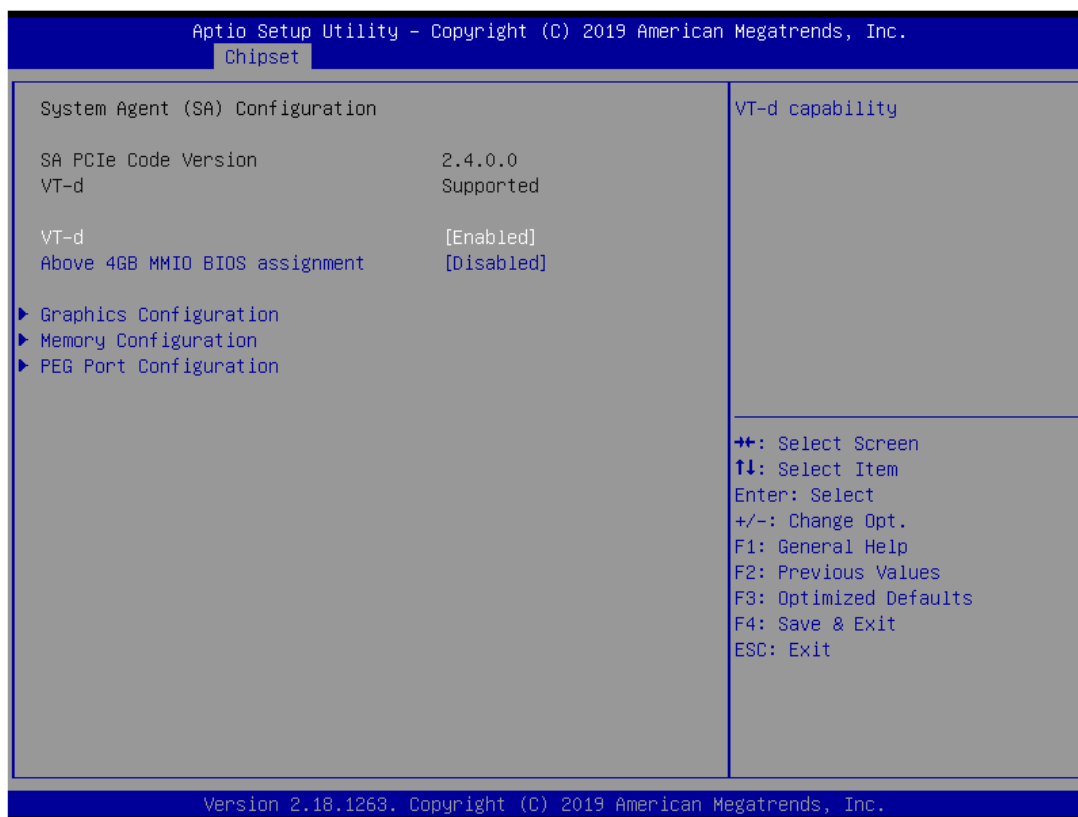 Aptio Setup Utility – Copyright (C) 2019 American Megatrends, Inc.
Chipset
System Agent (SA) Configuration
SA PCIe Code Version 2.4.0.0
VT-d Supported
VT-d [Enabled]
Above 4GB MMIO BIOS assignment [Disabled]
▶ Graphics Configuration
▶ Memory Configuration
▶ PEG Port Configuration
VT-d capability
→←: Select Screen
↑↓: Select Item
Enter: Select
+/-: Change Opt.
F1: General Help
F2: Previous Values
F3: Optimized Defaults
F4: Save & Exit
ESC: Exit
Version 2.18.1263. Copyright (C) 2019 American Megatrends, Inc.